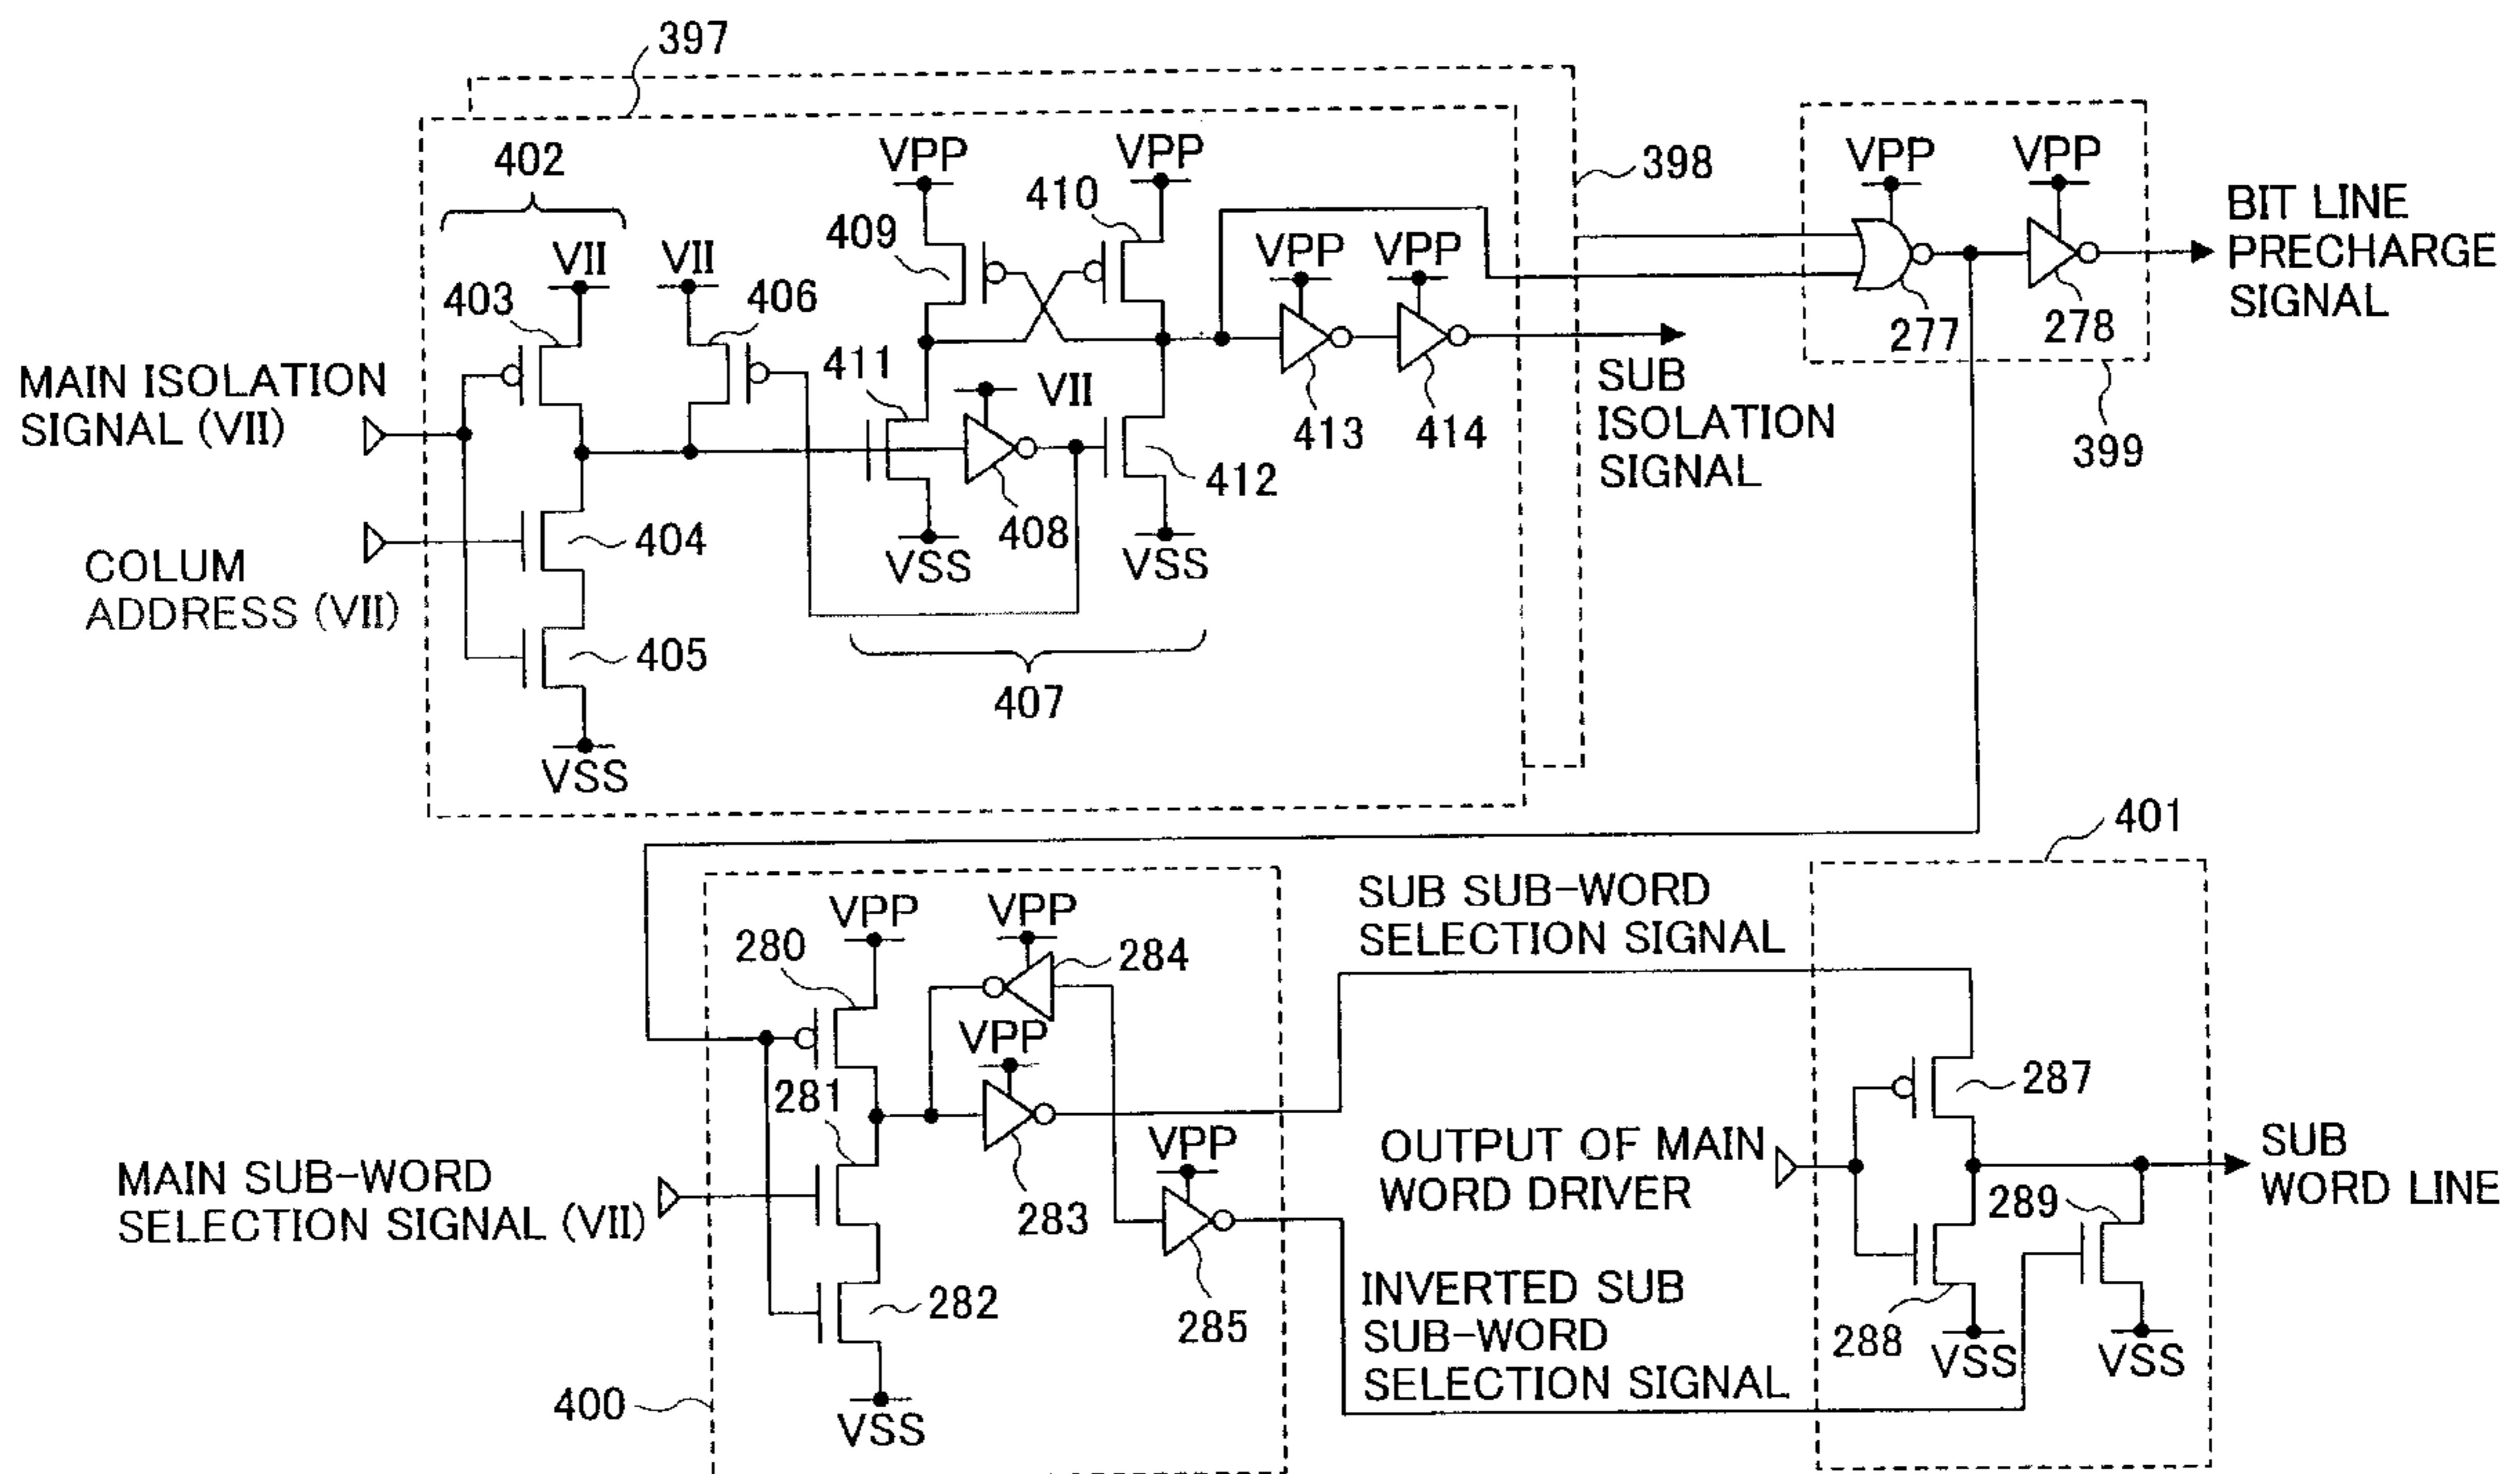 397
402
VPP
VPP
398
VPP
VPP
BIT LINE
PRECHARGE
SIGNAL
410
409
VII
VII
VPP
VPP
403
406
277
278
411
VII
MAIN ISOLATION
SIGNAL (VII)
SUB
ISOLATION
SIGNAL
413
414
399
412
408
404
VSS
VSS
COLUM
ADDRESS (VII)
405
407
VSS
401
SUB SUB-WORD
SELECTION SIGNAL
VPP
VPP
280
284
VPP
281
287
VPP
OUTPUT OF MAIN
WORD DRIVER
SUB
WORD LINE
MAIN SUB-WORD
SELECTION SIGNAL (VII)
283
289
282
285
INVERTED SUB
SUB-WORD
SELECTION SIGNAL
288
VSS
VSS
400
VSS